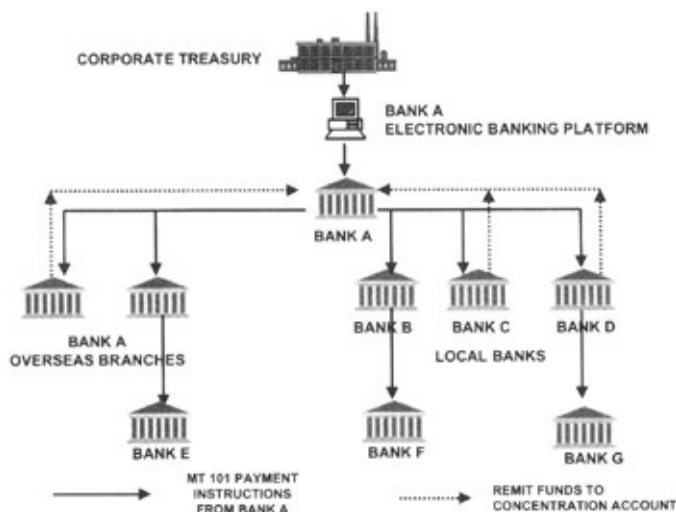 CORPORATE TREASURY
BANK A
ELECTRONIC BANKING PLATFORM
BANK A
BANK B
BANK C
BANK D
BANK A
OVERSEAS BRANCHES
LOCAL BANKS
BANK E
BANK F
BANK G
MT 101 PAYMENT
INSTRUCTIONS
FROM BANK A
REMIT FUNDS TO
CONCENTRATION ACCOUNT